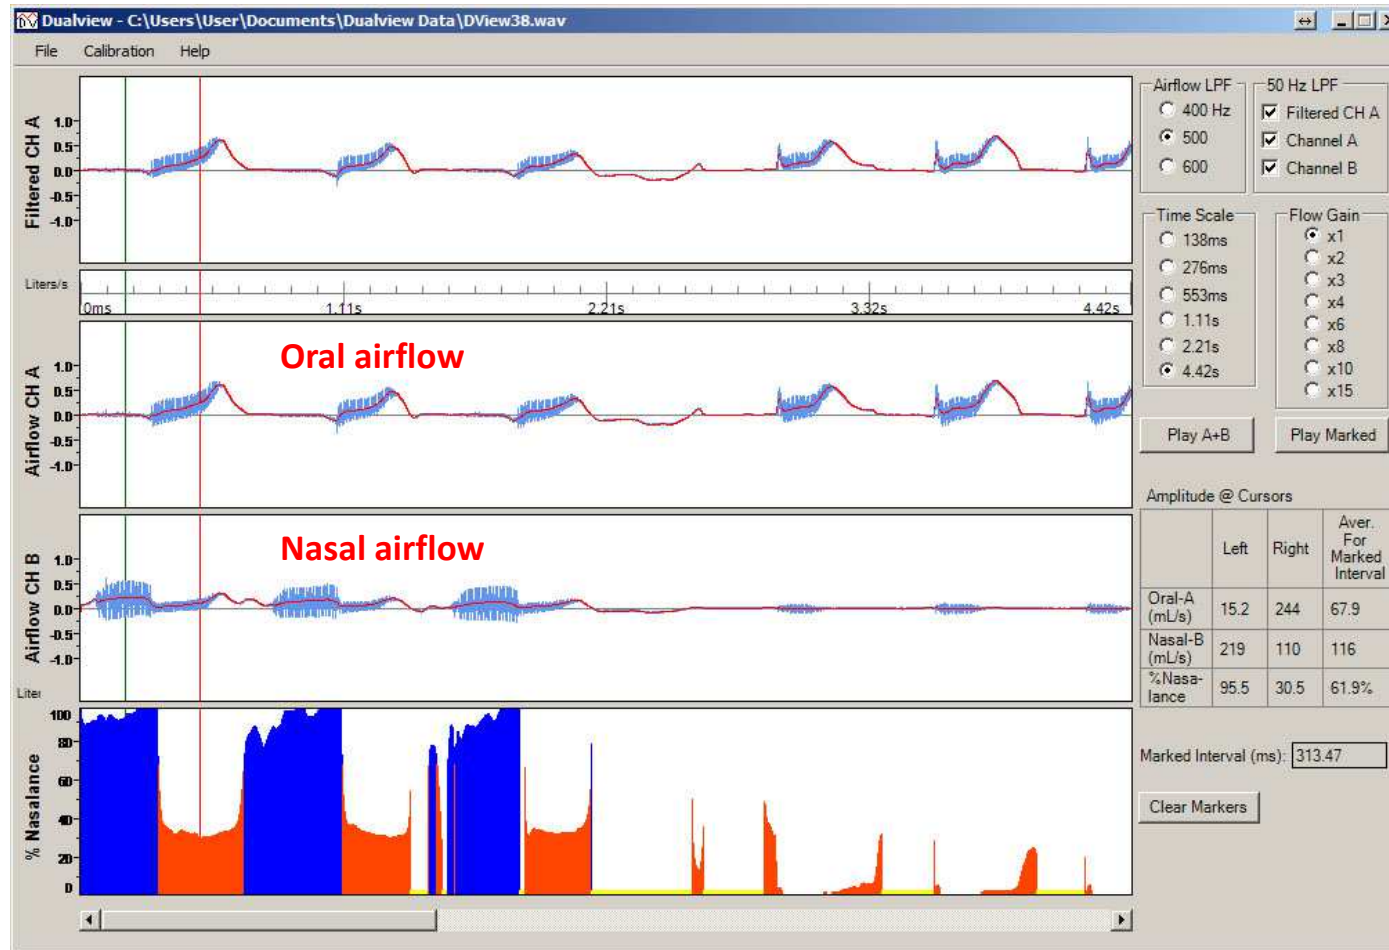 Dualview - C:\Users\User\Documents\Dualview Data\DView38.wav
File Calibration Help
Filtered CH A
1.0
0.5
0.0
-0.5
-1.0
Liters/s
0ms 1.11s 2.21s 3.32s 4.42s
Airflow CH A
1.0
0.5
0.0
-0.5
-1.0
Oral airflow
Airflow CH B
1.0
0.5
0.0
-0.5
-1.0
Nasal airflow
Liter
% Nasalance
100
80
60
40
20
0
Airflow LPF
400 Hz
500
600
50 Hz LPF
Filtered CH A
Channel A
Channel B
Time Scale
138ms
276ms
553ms
1.11s
2.21s
4.42s
Flow Gain
x1
x2
x3
x4
x6
x8
x10
x15
Play A+B
Play Marked
Amplitude @ Cursors
Left Right Aver. For Marked Interval
Oral-A (mL/s) 15.2 244 67.9
Nasal-B (mL/s) 219 110 116
%Nasa-lance 95.5 30.5 61.9%
Marked Interval (ms): 313.47
Clear Markers